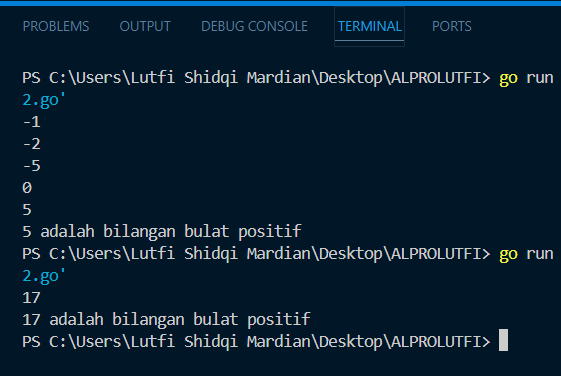 PROBLEMS OUTPUT DEBUG CONSOLE TERMINAL PORTS
PS C:\Users\Lutfi Shidqi Mardian\Desktop\ALPROLUTFI> go run
2.go'
-1
-2
-5
0
5
5 adalah bilangan bulat positif
PS C:\Users\Lutfi Shidqi Mardian\Desktop\ALPROLUTFI> go run
2.go'
17
17 adalah bilangan bulat positif
PS C:\Users\Lutfi Shidqi Mardian\Desktop\ALPROLUTFI>